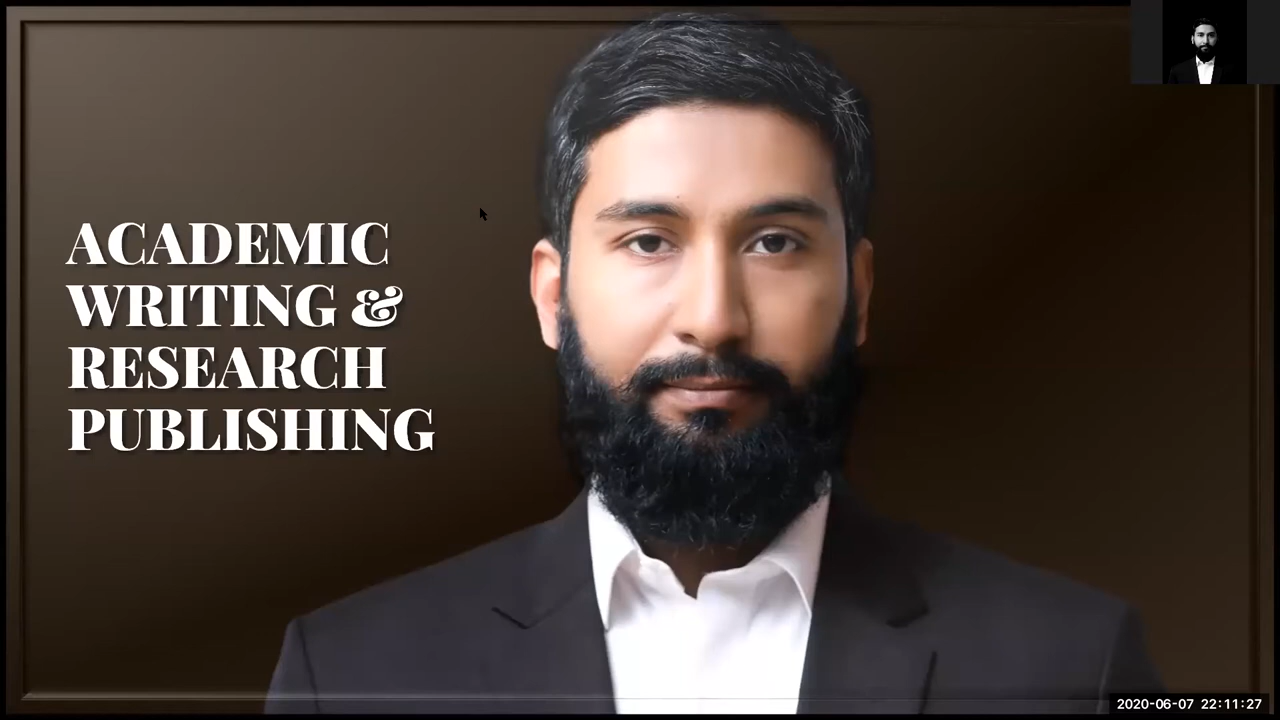 ACADEMIC
WRITING &
RESEARCH
PUBLISHING
2020-06-07 22:11:27